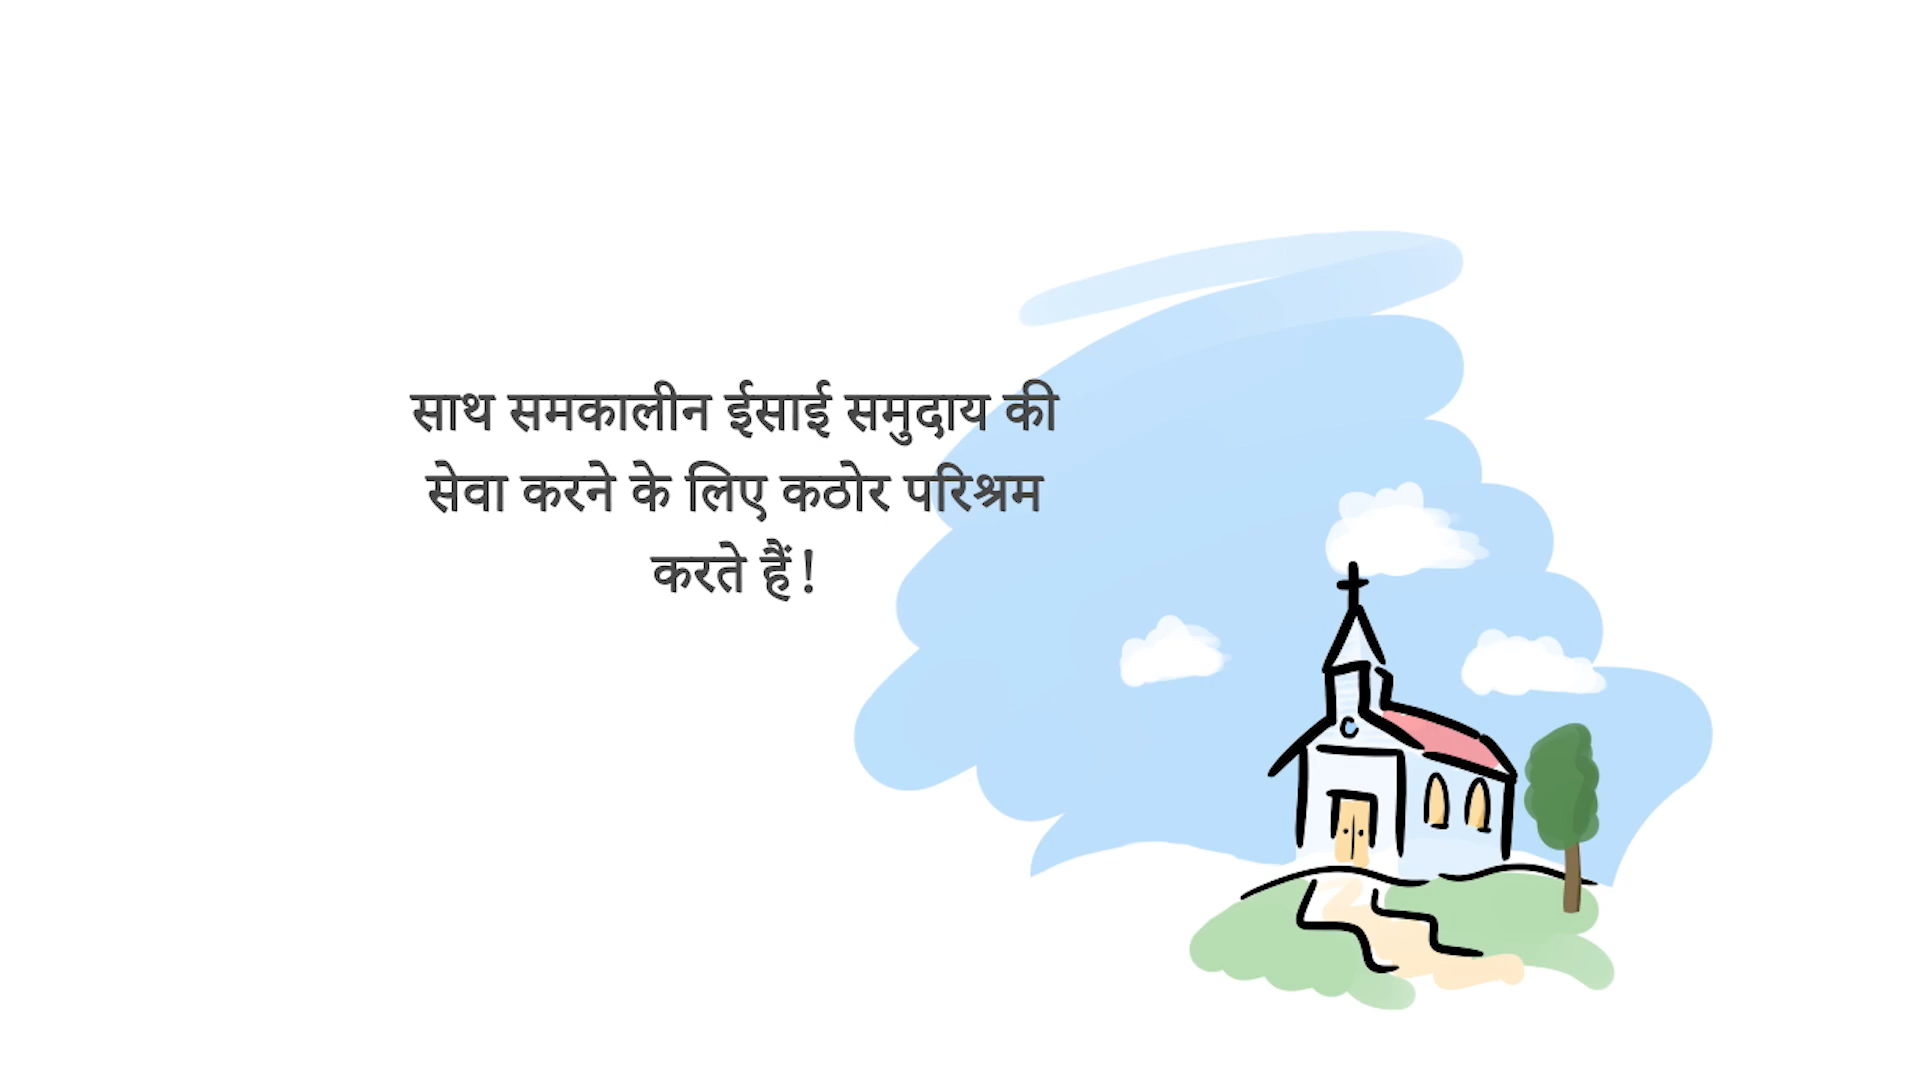 साथ समकालीन ईसाई समुदाय की
सेवा करने के लिए कठोर परिश्रम
करते हैं!